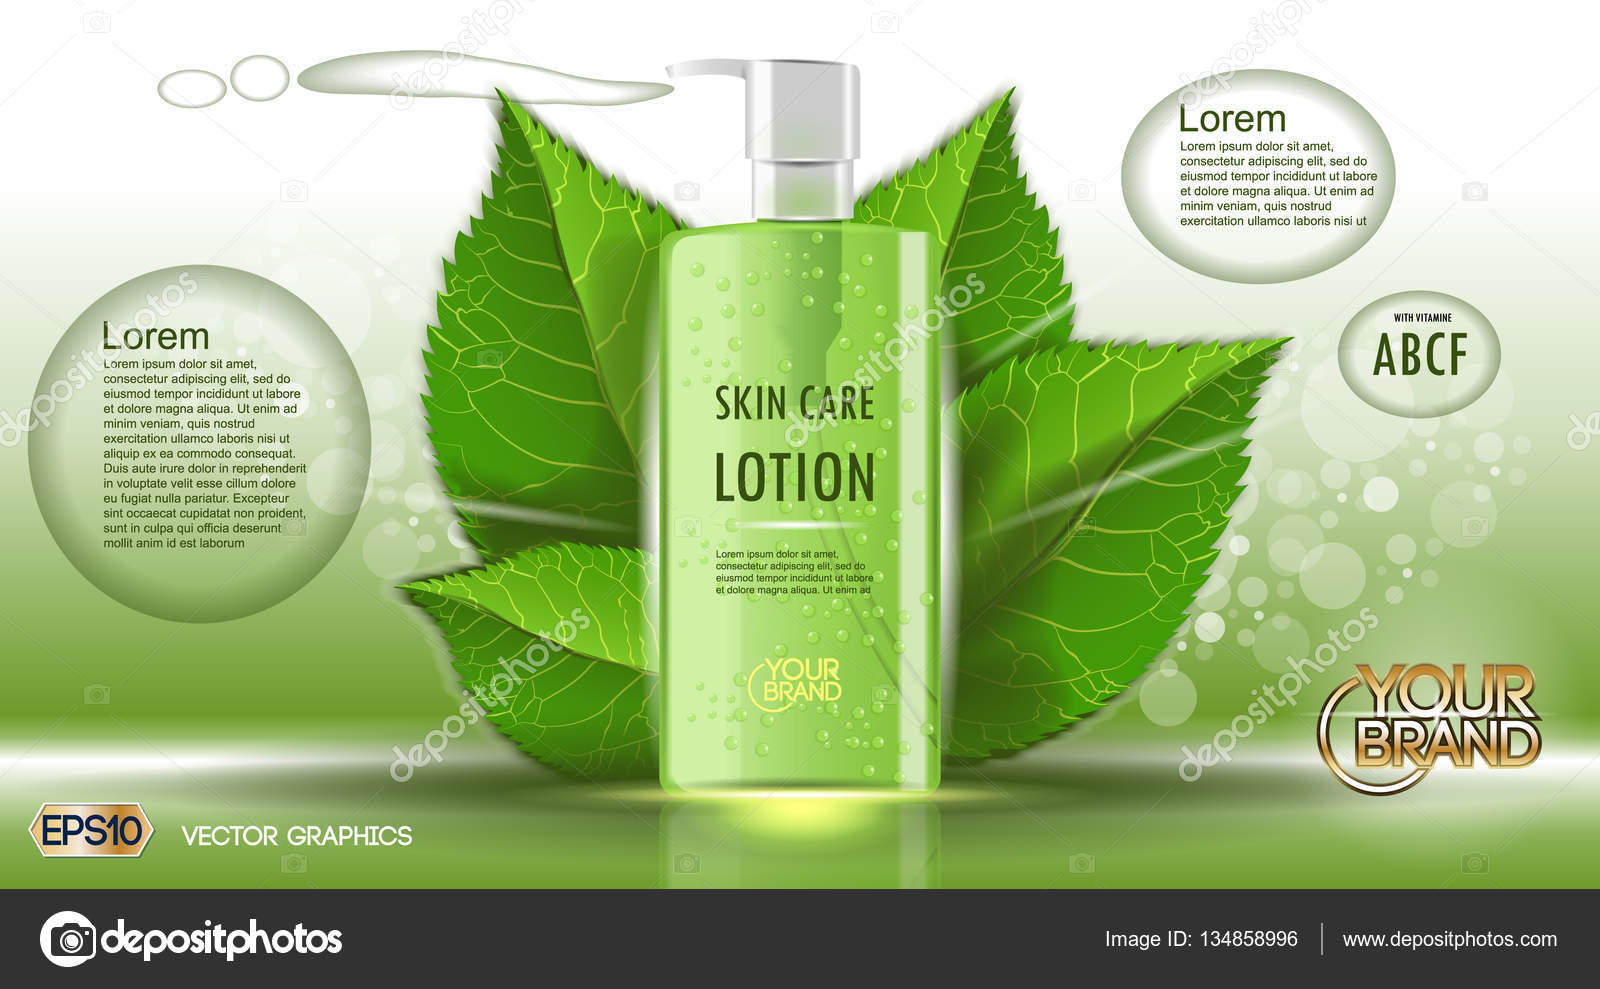 Lorem
Lorem ipsum dolor sit amet,
consectetur adipiscing elit,
sed do eiusmod tempor
incididunt ut labore et
dolore magna aliqua.
Ut enim ad minim veniam,
quis nostrud
exercitation laboris nisi ut
Lorem
Lorem ipsum dolor sit
amet,
consectetur adipiscing
elit, sed do eiusmod
tempor incididunt ut labore et
dolore magna aliqua. Ut enim ad
minim veniam, quis nostrud
exercitation ullamco laboris
nisi ut aliquip ex ea
commodo consequat.
Duis aute irure dolor in reprehenderit
in voluptate velit esse cillum dolore
eu fugiat
nulla pariatur. Excepteur
sint occaecat cupidatat non
proident,
sunt in culpa qui officia deserunt
mollit anim id est laborum
WITH VITAMINE
ABCF
SKIN CARE
LOTION
Lorem ipsum dolor sit amet,
consectetur adipiscing elit, sed do
eiusmod tempor incididunt ut
labore et dolore magna aliqua. Ut
enim ad minim veniam, quis ad
YOUR
BRAND
YOUR
BRAND
EPS10 VECTOR GRAPHICS
depositphotos
Image ID: 134858996 www.depositphotos.com